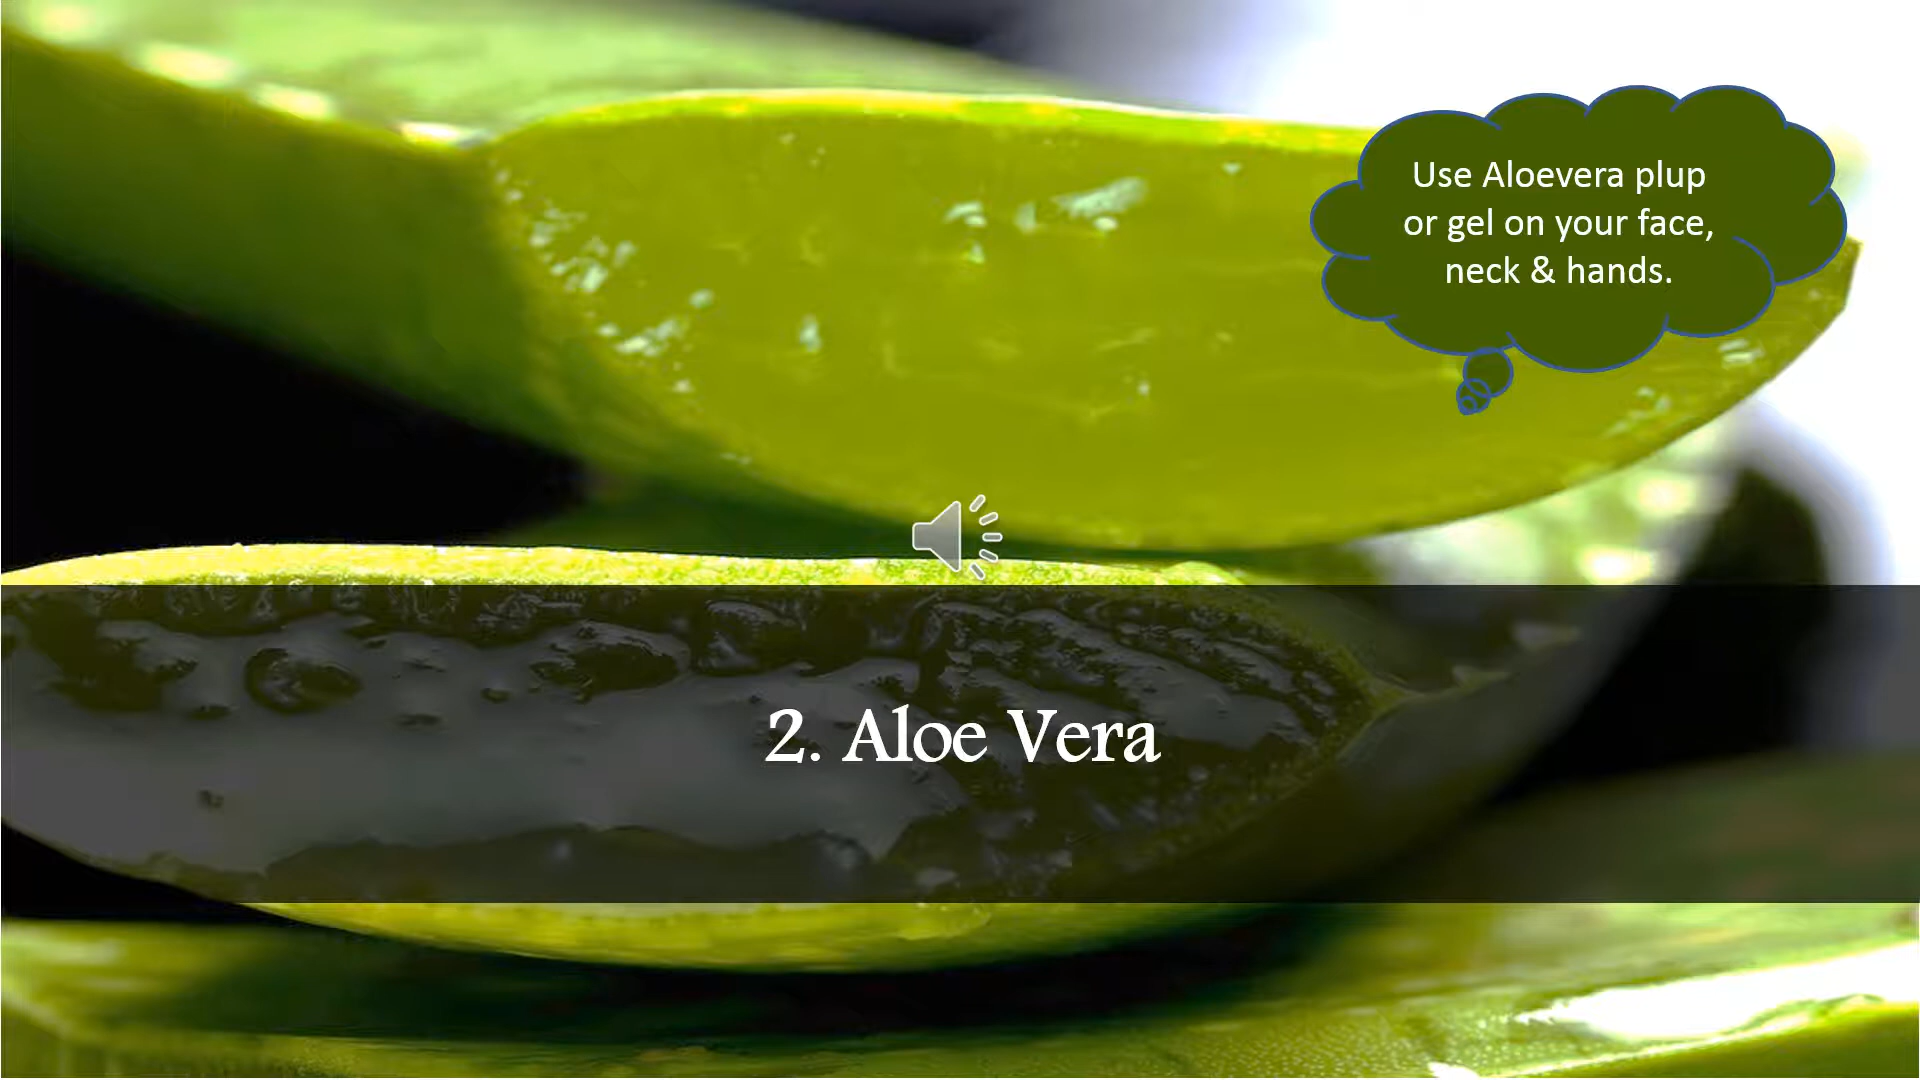 Use Aloevera plup
or gel on your face,
neck & hands.
2. Aloe Vera